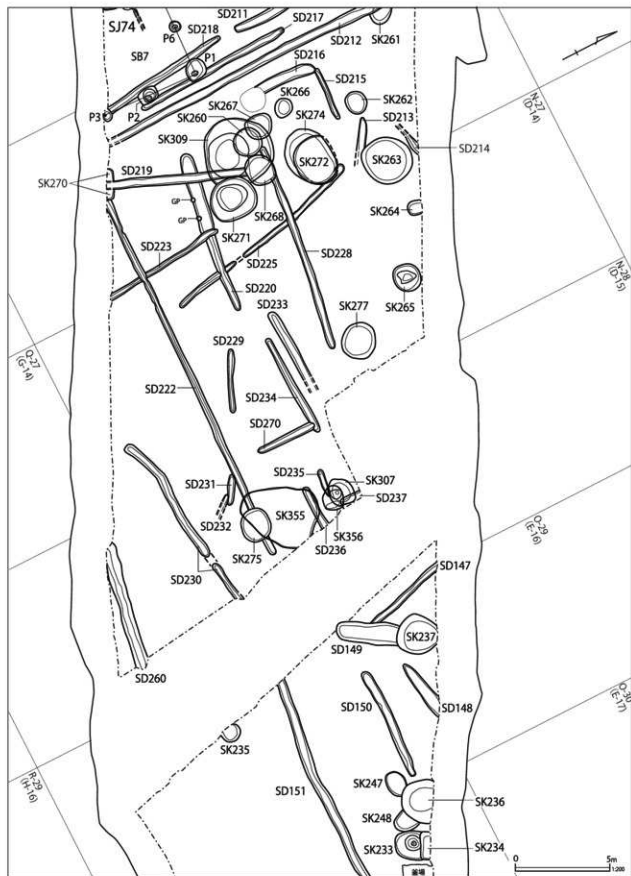 SD211
SD217
SJ74
P6
SD218
SD212
SK261
SB7
P1
SD216
SD215
P3
P2
SK267
SK266
SK262
SK260
SK274
SD213
SK309
SK272
SK263
SD214
SD219
SK270
GP
SK268
SK264
GP
SK271
SD223
SD225
SD228
SD220
SK265
SD233
SK277
SD229
SD222
SD234
SD270
SD235
SK307
SD231
SD237
SK355
SD232
SK356
SK275
SD236
SD230
SD147
SK237
SD149
SD260
SD150
SD148
SK235
SK247
SD151
SK236
SK248
SK233
SK234
釜場
0
5m
1:200
N-27
(D-14)
N-28
(D-15)
O-29
(E-16)
O-30
(E-17)
Q-27
(G-14)
R-29
(H-16)